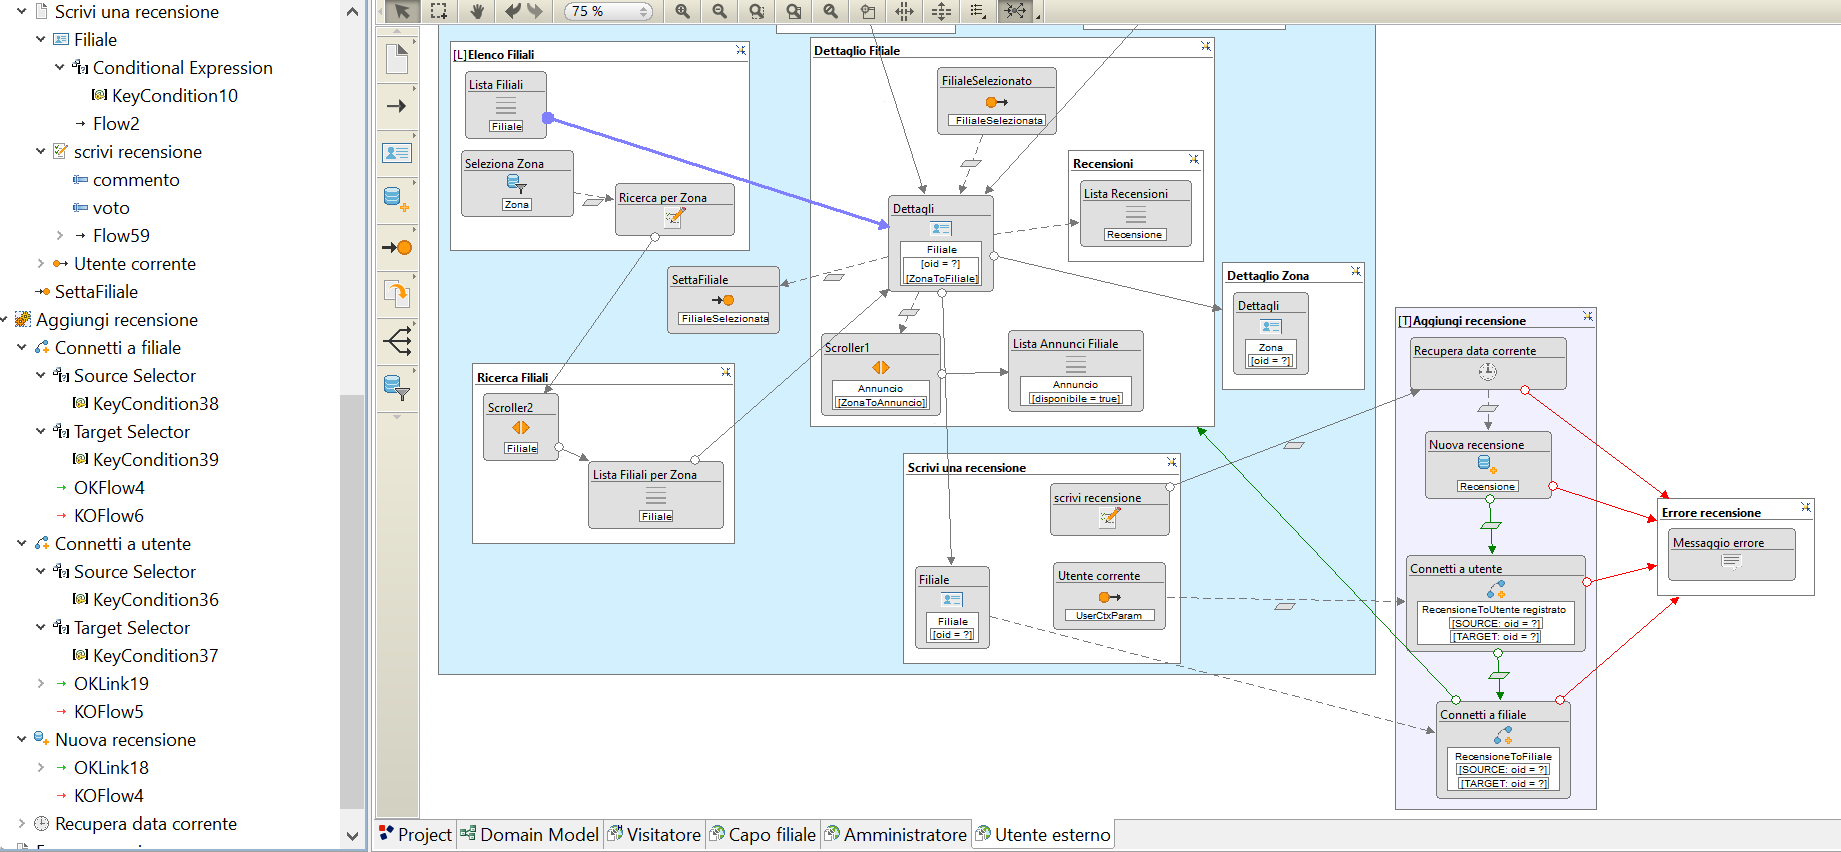 Scrivi una recensione
Filiale
Conditional Expression
KeyCondition10
Flow2
scrivi recensione
commento
voto
Flow59
Utente corrente
SettaFiliale
Aggiungi recensione
Connetti a filiale
Source Selector
KeyCondition38
Target Selector
KeyCondition39
OKFlow4
KOFlow6
Connetti a utente
Source Selector
KeyCondition36
Target Selector
KeyCondition37
OKLink19
KOFlow5
Nuova recensione
OKLink18
KOFlow4
Recupera data corrente
75 %
[L]Elenco Filiali
Lista Filiali
Filiale
Seleziona Zona
Zona
Ricerca per Zona
Dettaglio Filiale
FilialeSelezionato
FilialeSelezionata
Recensioni
Lista Recensioni
Recensione
Dettagli
Filiale
[oid = ?]
[ZonaToFiliale]
SettaFiliale
FilialeSelezionata
Dettaglio Zona
Dettagli
Zona
[oid = ?]
Scroller1
Annuncio
[ZonaToAnnuncio]
Lista Annunci Filiale
Annuncio
[disponibile = true]
Ricerca Filiali
Scroller2
Filiale
Lista Filiali per Zona
Filiale
Scrivi una recensione
scrivi recensione
Filiale
Filiale
[oid = ?]
Utente corrente
UserCtxParam
[T]Aggiungi recensione
Recupera data corrente
Nuova recensione
Recensione
Connetti a utente
RecensioneToUtente registrato
[SOURCE: oid = ?]
[TARGET: oid = ?]
Connetti a filiale
RecensioneToFiliale
[SOURCE: oid = ?]
[TARGET: oid = ?]
Errore recensione
Messaggio errore
Project
Domain Model
Visitatore
Capo filiale
Amministratore
Utente esterno